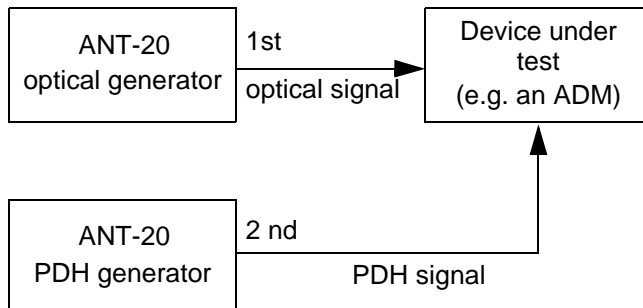 ANT-20
optical generator
1st
optical signal
Device under
test
(e.g. an ADM)
ANT-20
PDH generator
2 nd
PDH signal